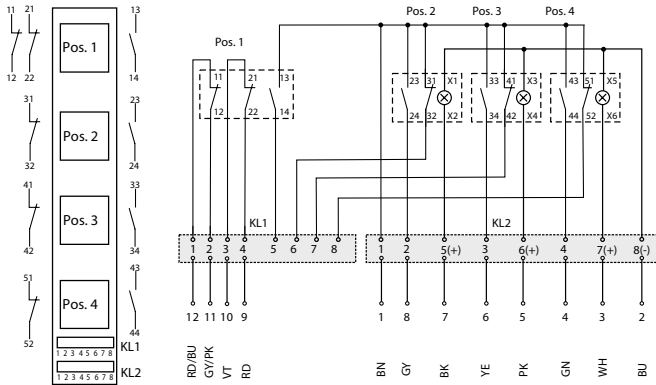 11 21 13
Pos. 1
12 22 14
31 23
Pos. 2
32 24
41 33
Pos. 3
42 34
51 43
Pos. 4
52 44
1 2 3 4 5 6 7 8 KL1
1 2 3 4 5 6 7 8 KL2
Pos. 2 Pos. 3 Pos. 4
Pos. 1
11 21 13
12 22 14
23 31 X1
24 32 X2
33 41 X3
34 42 X4
43 51 X5
44 52 X6
KL1 KL2
1 2 3 4 5 6 7 8
1 2 5(+) 3 6(+) 4 7(+) 8(-)
12 11 10 9
1 8 7 6 5 4 3 2
RD/BU GY/PK VT RD
BN GY BK YE PK GN WH BU